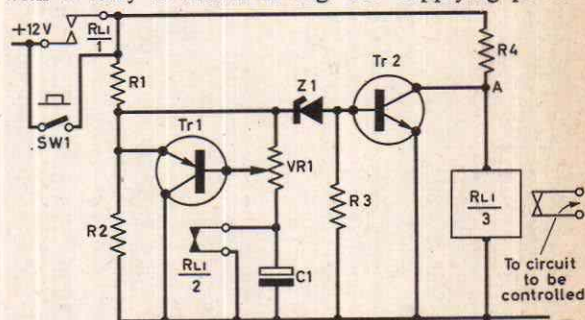 +12V
RL1
1
R1
SW1
Tr1
R2
RL1
2
VR1
C1
Z1
R3
Tr2
R4
A
RL1
3
To circuit
to be
controlled